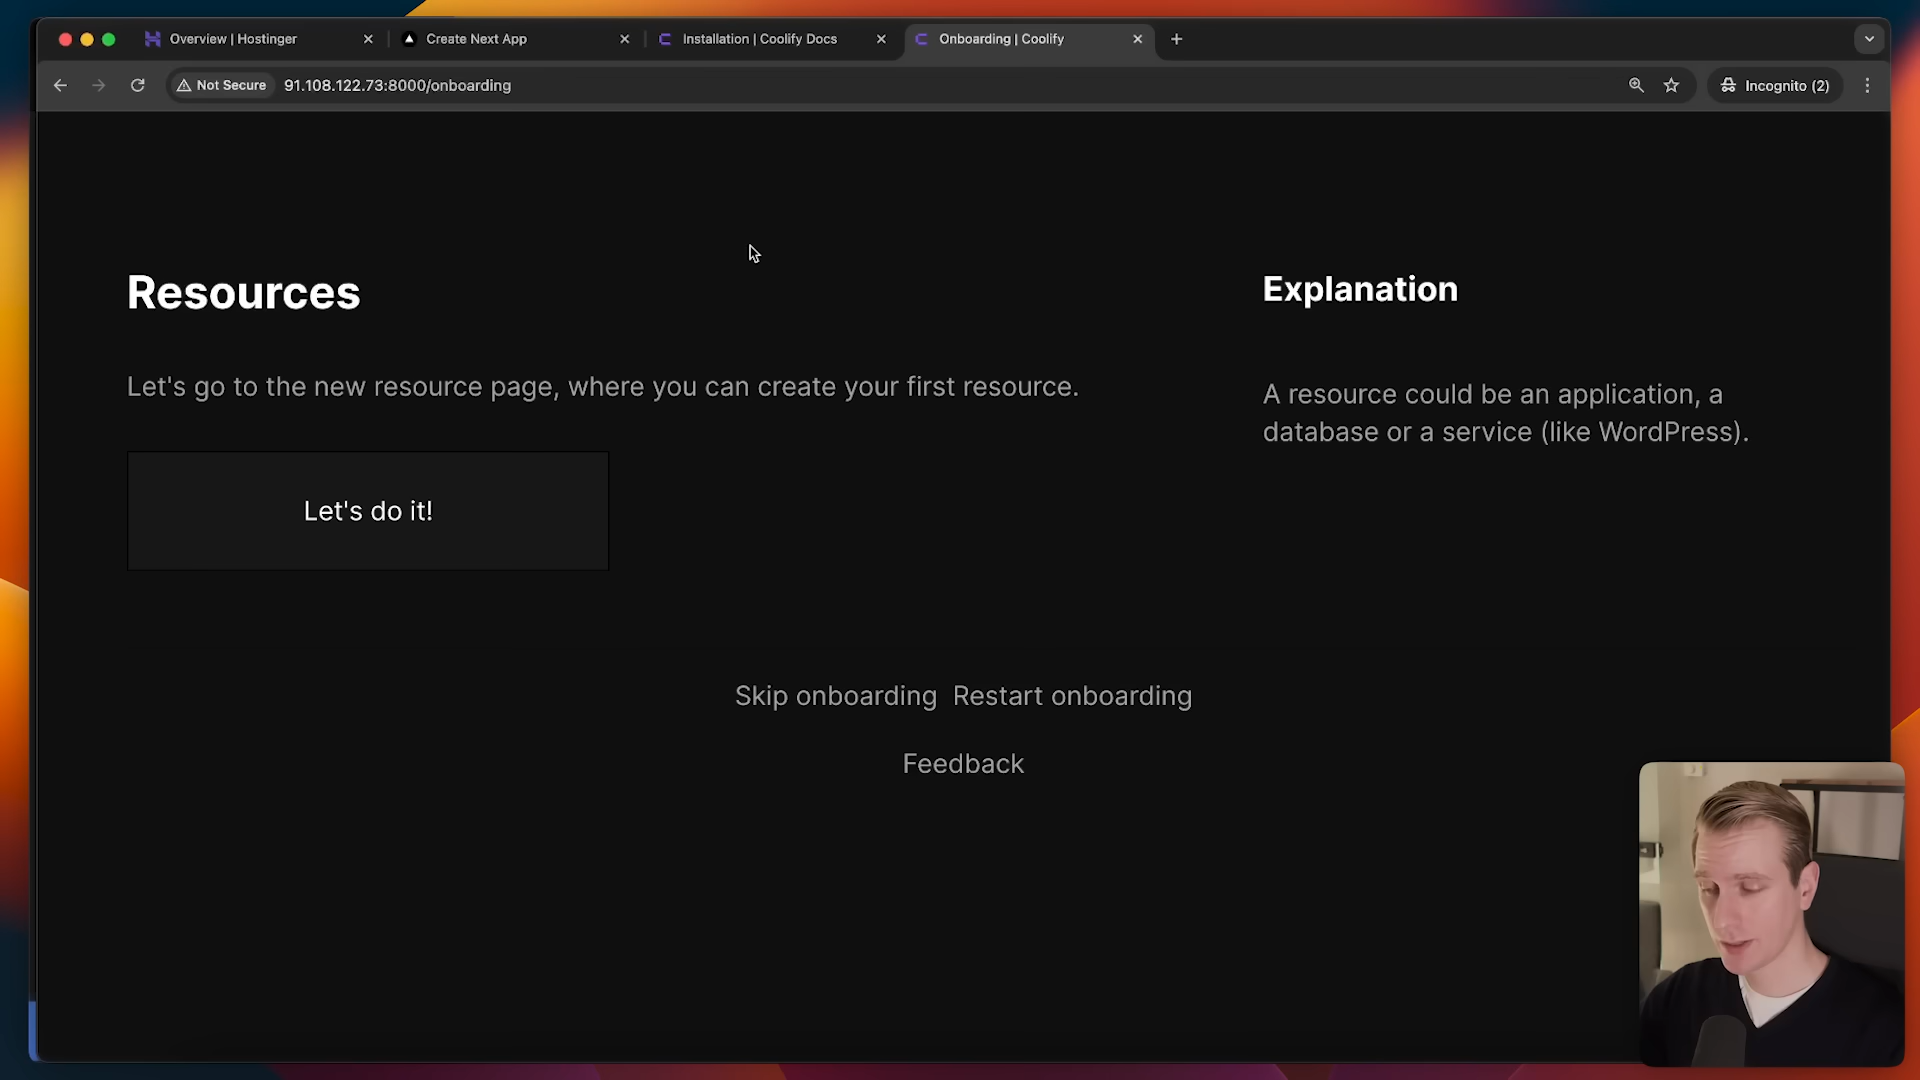 Overview | Hostinger
Create Next App
Installation | Coolify Docs
Onboarding | Coolify
Not Secure
91.108.122.73:8000/onboarding
Incognito (2)
Resources
Let's go to the new resource page, where you can create your first resource.
Let's do it!
Explanation
A resource could be an application, a
database or a service (like WordPress).
Skip onboarding Restart onboarding
Feedback